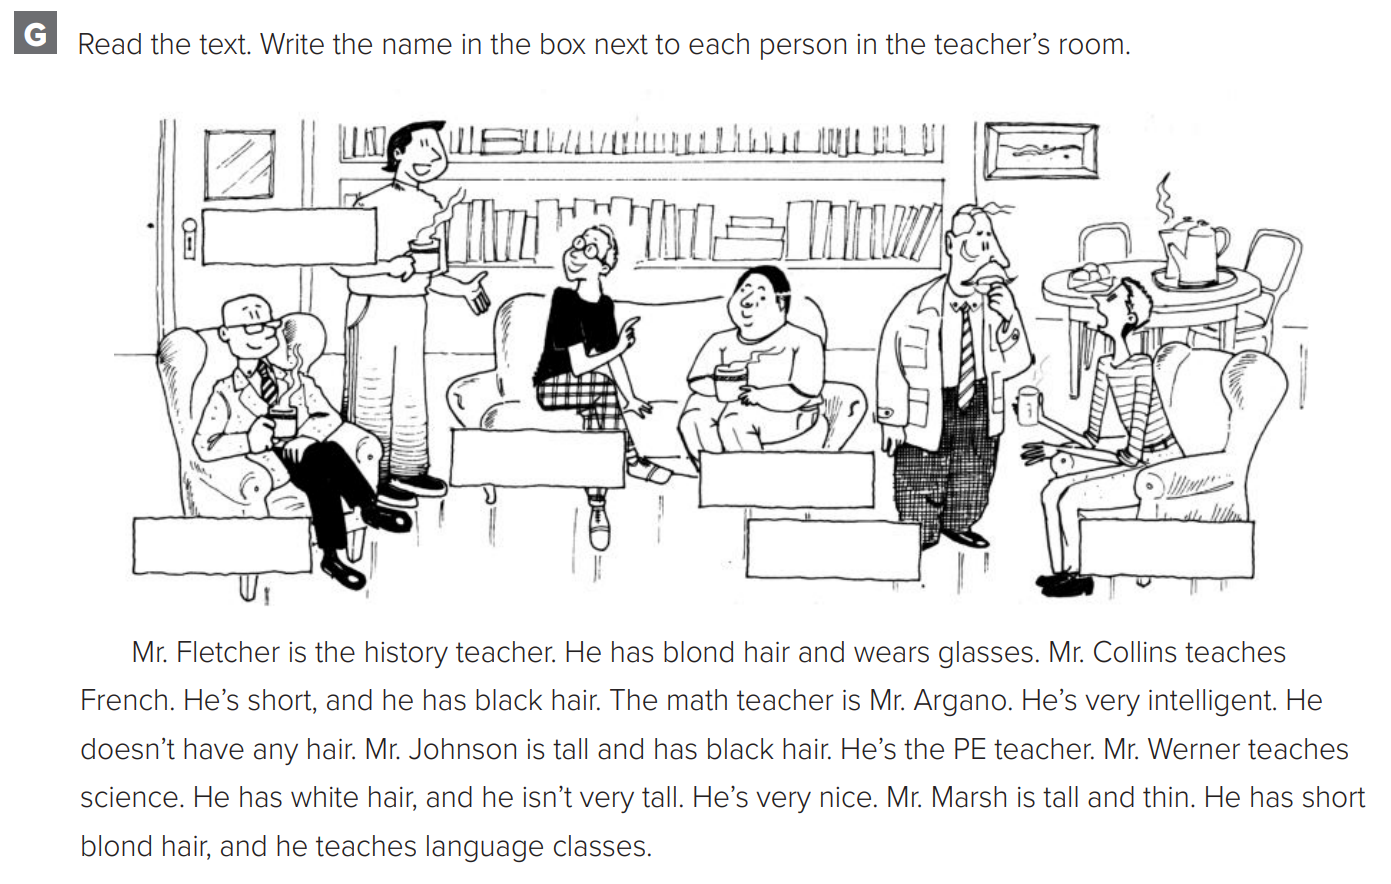 G Read the text. Write the name in the box next to each person in the teacher’s room.
Mr. Fletcher is the history teacher. He has blond hair and wears glasses. Mr. Collins teaches
French. He’s short, and he has black hair. The math teacher is Mr. Argano. He’s very intelligent. He
doesn’t have any hair. Mr. Johnson is tall and has black hair. He’s the PE teacher. Mr. Werner teaches
science. He has white hair, and he isn’t very tall. He’s very nice. Mr. Marsh is tall and thin. He has short
blond hair, and he teaches language classes.